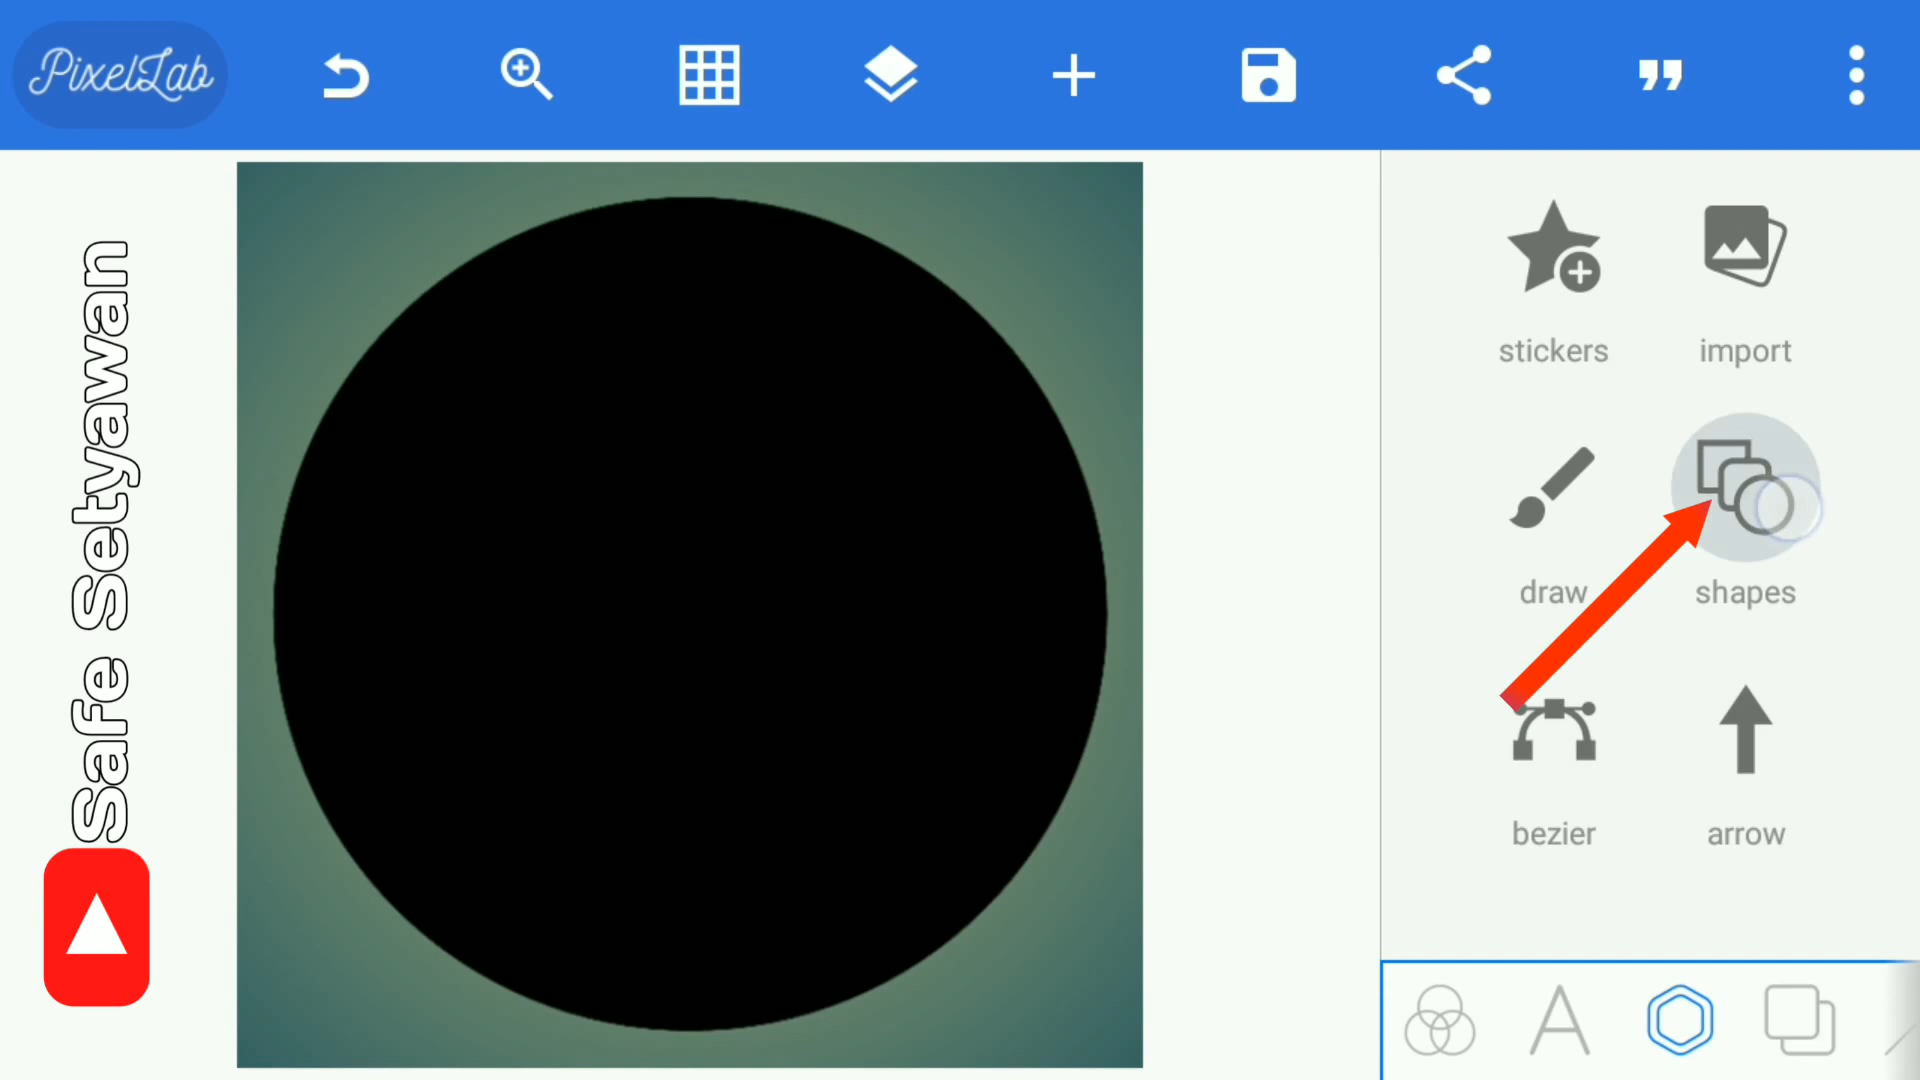 PixelLab
Safe Setyawan
stickers
import
draw
shapes
bezier
arrow